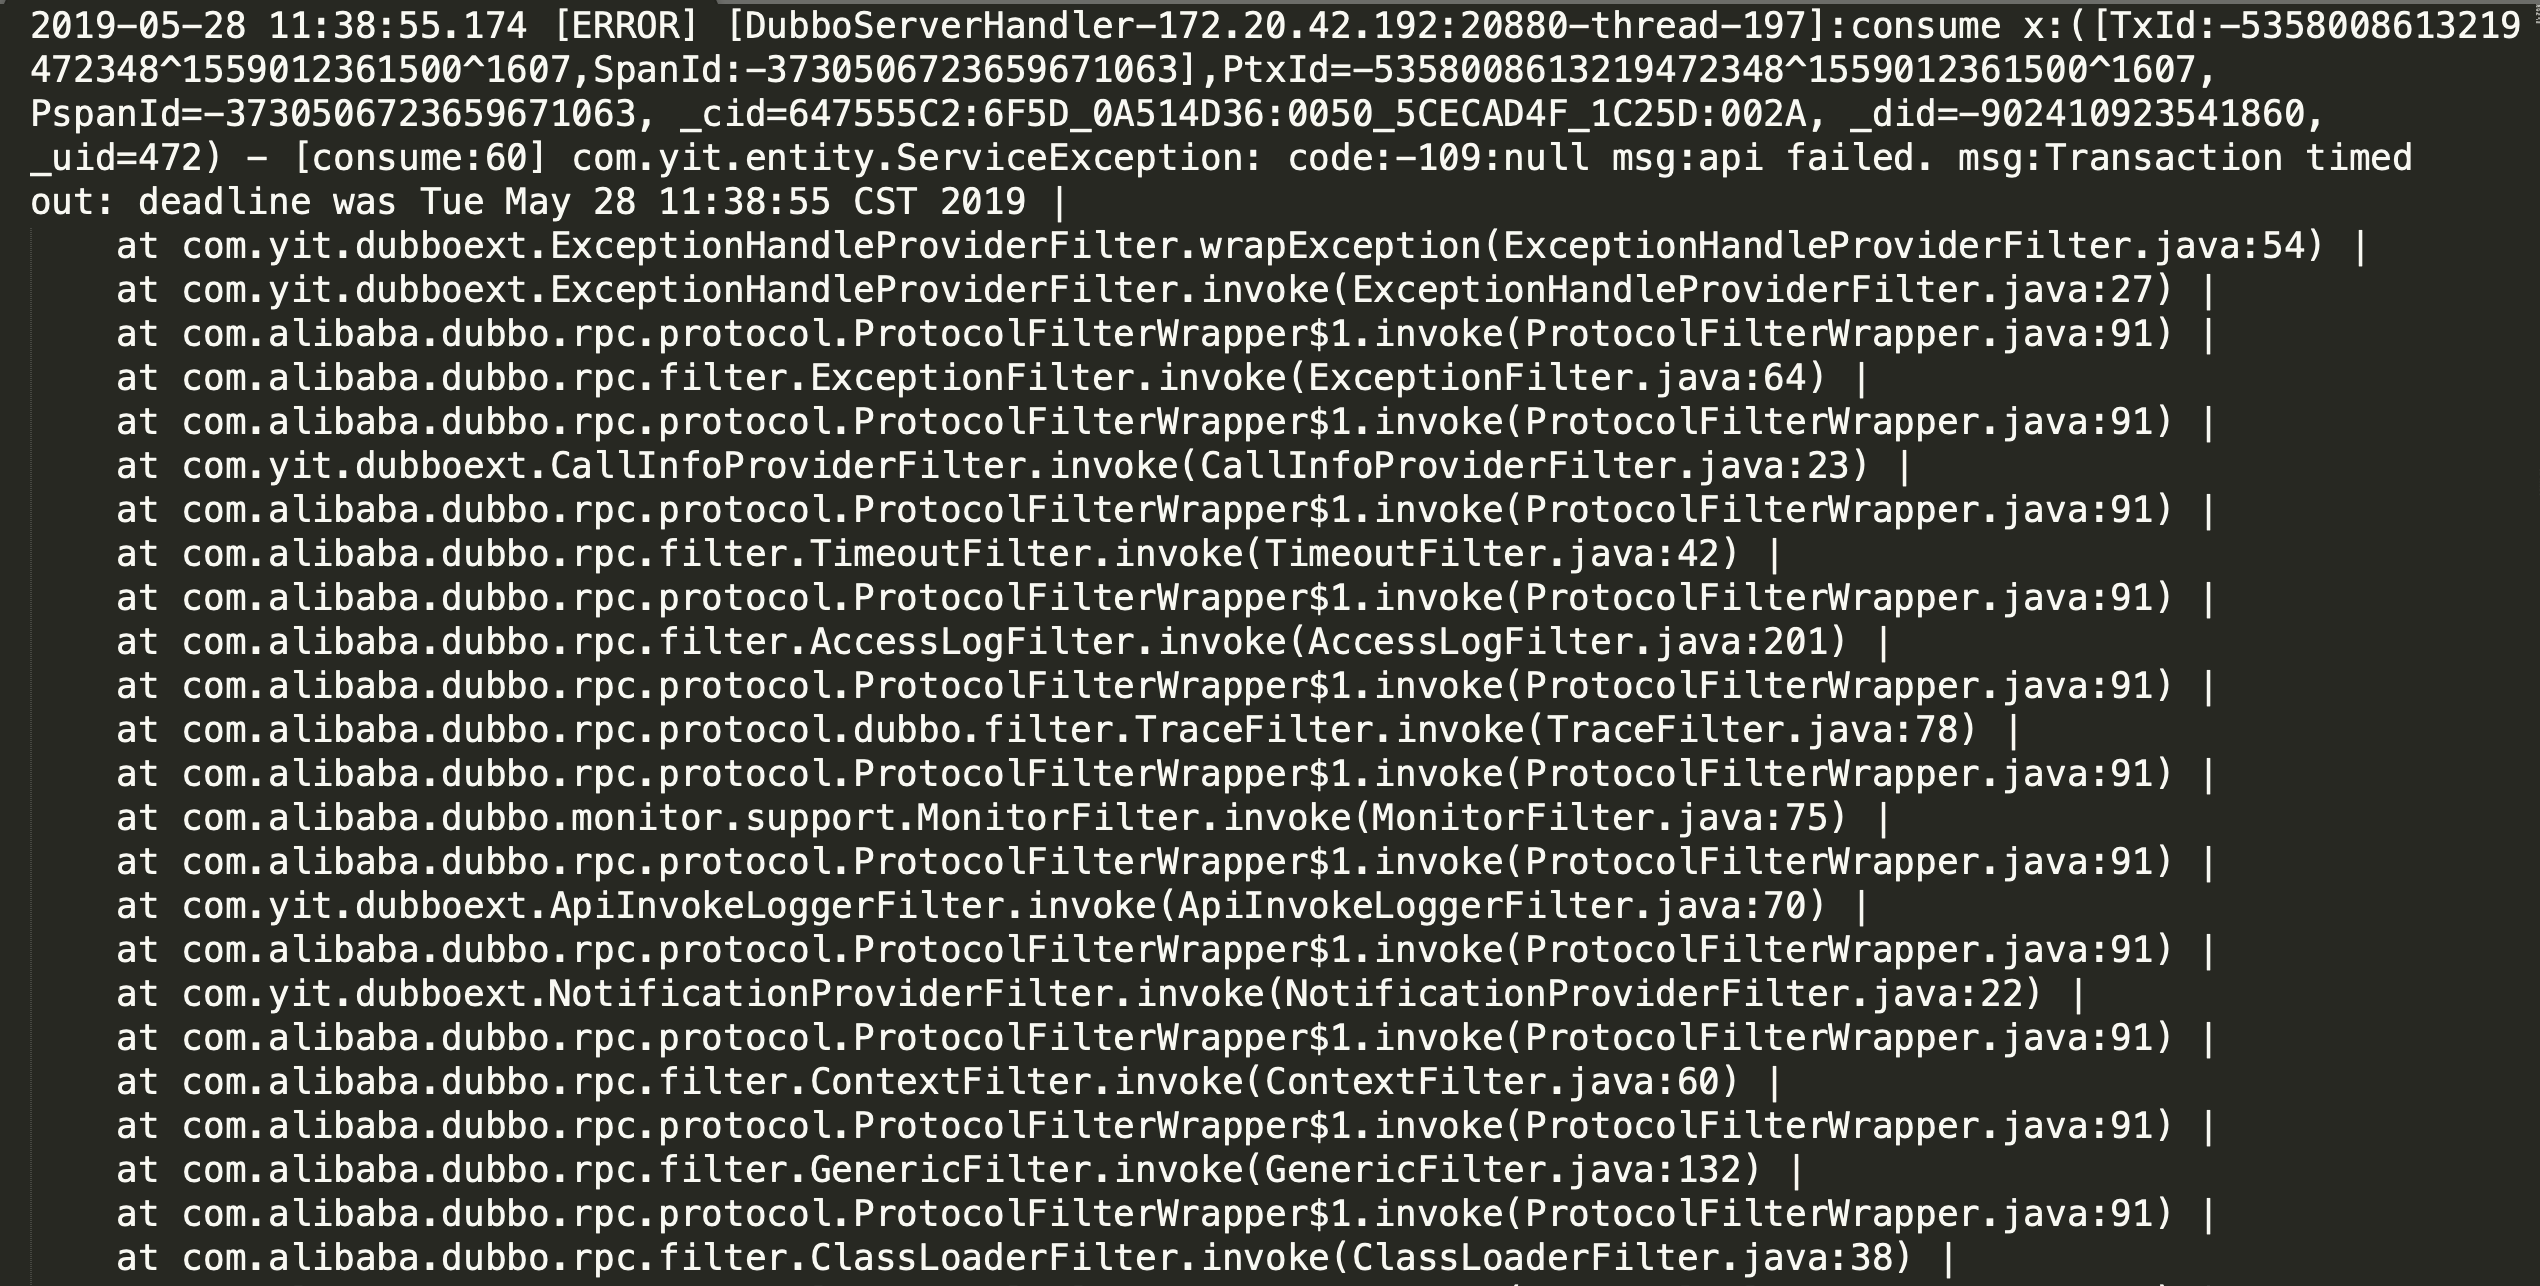 2019-05-28 11:38:55.174 [ERROR] [DubboServerHandler-172.20.42.192:20880-thread-197]:consume x:([TxId:-5358008613219
472348^1559012361500^1607,SpanId:-3730506723659671063],PtxId=-5358008613219472348^1559012361500^1607,
PspanId=-3730506723659671063, _cid=647555C2:6F5D_0A514D36:0050_5CECAD4F_1C25D:002A, _did=-902410923541860,
_uid=472) - [consume:60] com.yit.entity.ServiceException: code:-109:null msg:api failed. msg:Transaction timed
out: deadline was Tue May 28 11:38:55 CST 2019 |
at com.yit.dubboext.ExceptionHandleProviderFilter.wrapException(ExceptionHandleProviderFilter.java:54) |
at com.yit.dubboext.ExceptionHandleProviderFilter.invoke(ExceptionHandleProviderFilter.java:27) |
at com.alibaba.dubbo.rpc.protocol.ProtocolFilterWrapper$1.invoke(ProtocolFilterWrapper.java:91) |
at com.alibaba.dubbo.rpc.filter.ExceptionFilter.invoke(ExceptionFilter.java:64) |
at com.alibaba.dubbo.rpc.protocol.ProtocolFilterWrapper$1.invoke(ProtocolFilterWrapper.java:91) |
at com.yit.dubboext.CallInfoProviderFilter.invoke(CallInfoProviderFilter.java:23) |
at com.alibaba.dubbo.rpc.protocol.ProtocolFilterWrapper$1.invoke(ProtocolFilterWrapper.java:91) |
at com.alibaba.dubbo.rpc.filter.TimeoutFilter.invoke(TimeoutFilter.java:42) |
at com.alibaba.dubbo.rpc.protocol.ProtocolFilterWrapper$1.invoke(ProtocolFilterWrapper.java:91) |
at com.alibaba.dubbo.rpc.filter.AccessLogFilter.invoke(AccessLogFilter.java:201) |
at com.alibaba.dubbo.rpc.protocol.ProtocolFilterWrapper$1.invoke(ProtocolFilterWrapper.java:91) |
at com.alibaba.dubbo.rpc.protocol.dubbo.filter.TraceFilter.invoke(TraceFilter.java:78) |
at com.alibaba.dubbo.rpc.protocol.ProtocolFilterWrapper$1.invoke(ProtocolFilterWrapper.java:91) |
at com.alibaba.dubbo.monitor.support.MonitorFilter.invoke(MonitorFilter.java:75) |
at com.alibaba.dubbo.rpc.protocol.ProtocolFilterWrapper$1.invoke(ProtocolFilterWrapper.java:91) |
at com.yit.dubboext.ApiInvokeLoggerFilter.invoke(ApiInvokeLoggerFilter.java:70) |
at com.alibaba.dubbo.rpc.protocol.ProtocolFilterWrapper$1.invoke(ProtocolFilterWrapper.java:91) |
at com.yit.dubboext.NotificationProviderFilter.invoke(NotificationProviderFilter.java:22) |
at com.alibaba.dubbo.rpc.protocol.ProtocolFilterWrapper$1.invoke(ProtocolFilterWrapper.java:91) |
at com.alibaba.dubbo.rpc.filter.ContextFilter.invoke(ContextFilter.java:60) |
at com.alibaba.dubbo.rpc.protocol.ProtocolFilterWrapper$1.invoke(ProtocolFilterWrapper.java:91) |
at com.alibaba.dubbo.rpc.filter.GenericFilter.invoke(GenericFilter.java:132) |
at com.alibaba.dubbo.rpc.protocol.ProtocolFilterWrapper$1.invoke(ProtocolFilterWrapper.java:91) |
at com.alibaba.dubbo.rpc.filter.ClassLoaderFilter.invoke(ClassLoaderFilter.java:38) |